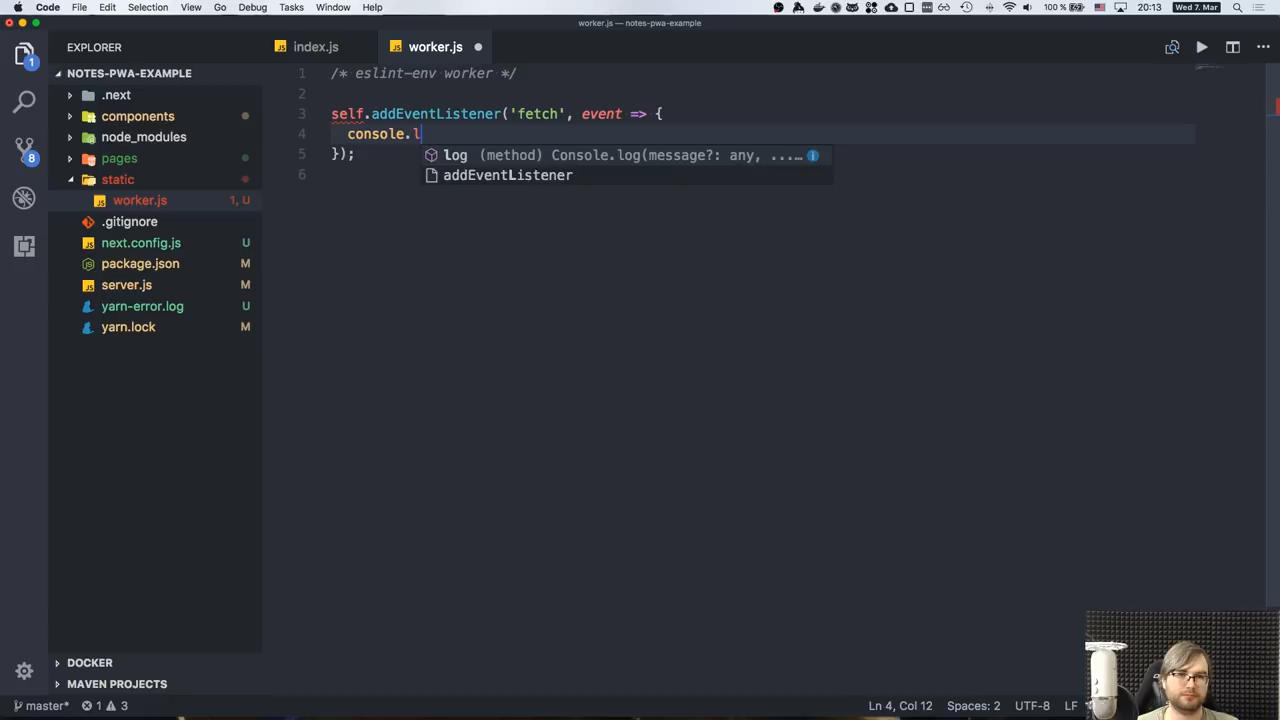 Code File Edit Selection View Go Debug Tasks Window Help 100 % 20:13 Wed 7. Mar
worker.js — notes-pwa-example
EXPLORER
index.js
worker.js
NOTES-PWA-EXAMPLE
.next
components
node_modules
pages
static
worker.js 1, U
.gitignore
next.config.js U
package.json M
server.js M
yarn-error.log U
yarn.lock M
DOCKER
MAVEN PROJECTS
1
8
1 /* eslint-env worker */
2
3 self.addEventListener('fetch', event => {
4 console.l
5 });
6
log (method) Console.log(message?: any, ...…
addEventListener
master* 1 3
Ln 4, Col 12 Spaces: 2 UTF-8 LF